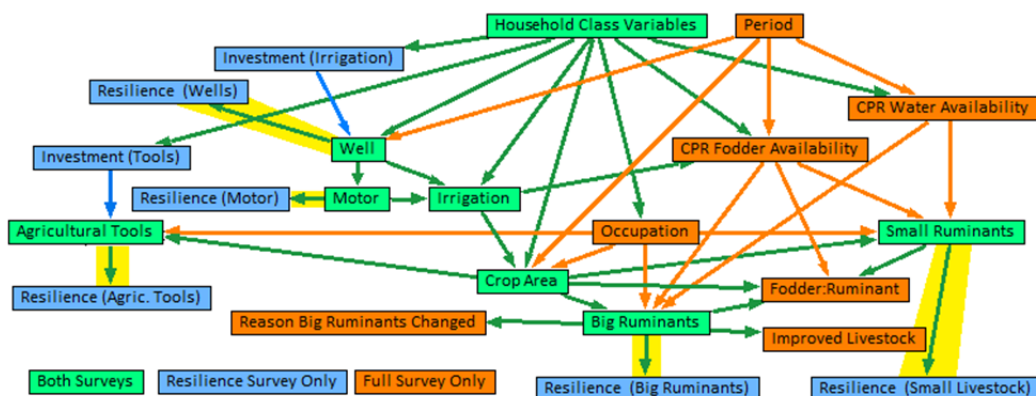 Household Class Variables
Period
Investment (Irrigation)
Resilience (Wells)
CPR Water Availability
Well
CPR Fodder Availability
Investment (Tools)
Resilience (Motor)
Motor
Irrigation
Agricultural Tools
Occupation
Small Ruminants
Crop Area
Fodder:Ruminant
Resilience (Agric. Tools)
Reason Big Ruminants Changed
Big Ruminants
Improved Livestock
Both Surveys
Resilience Survey Only
Full Survey Only
Resilience (Big Ruminants)
Resilience (Small Livestock)